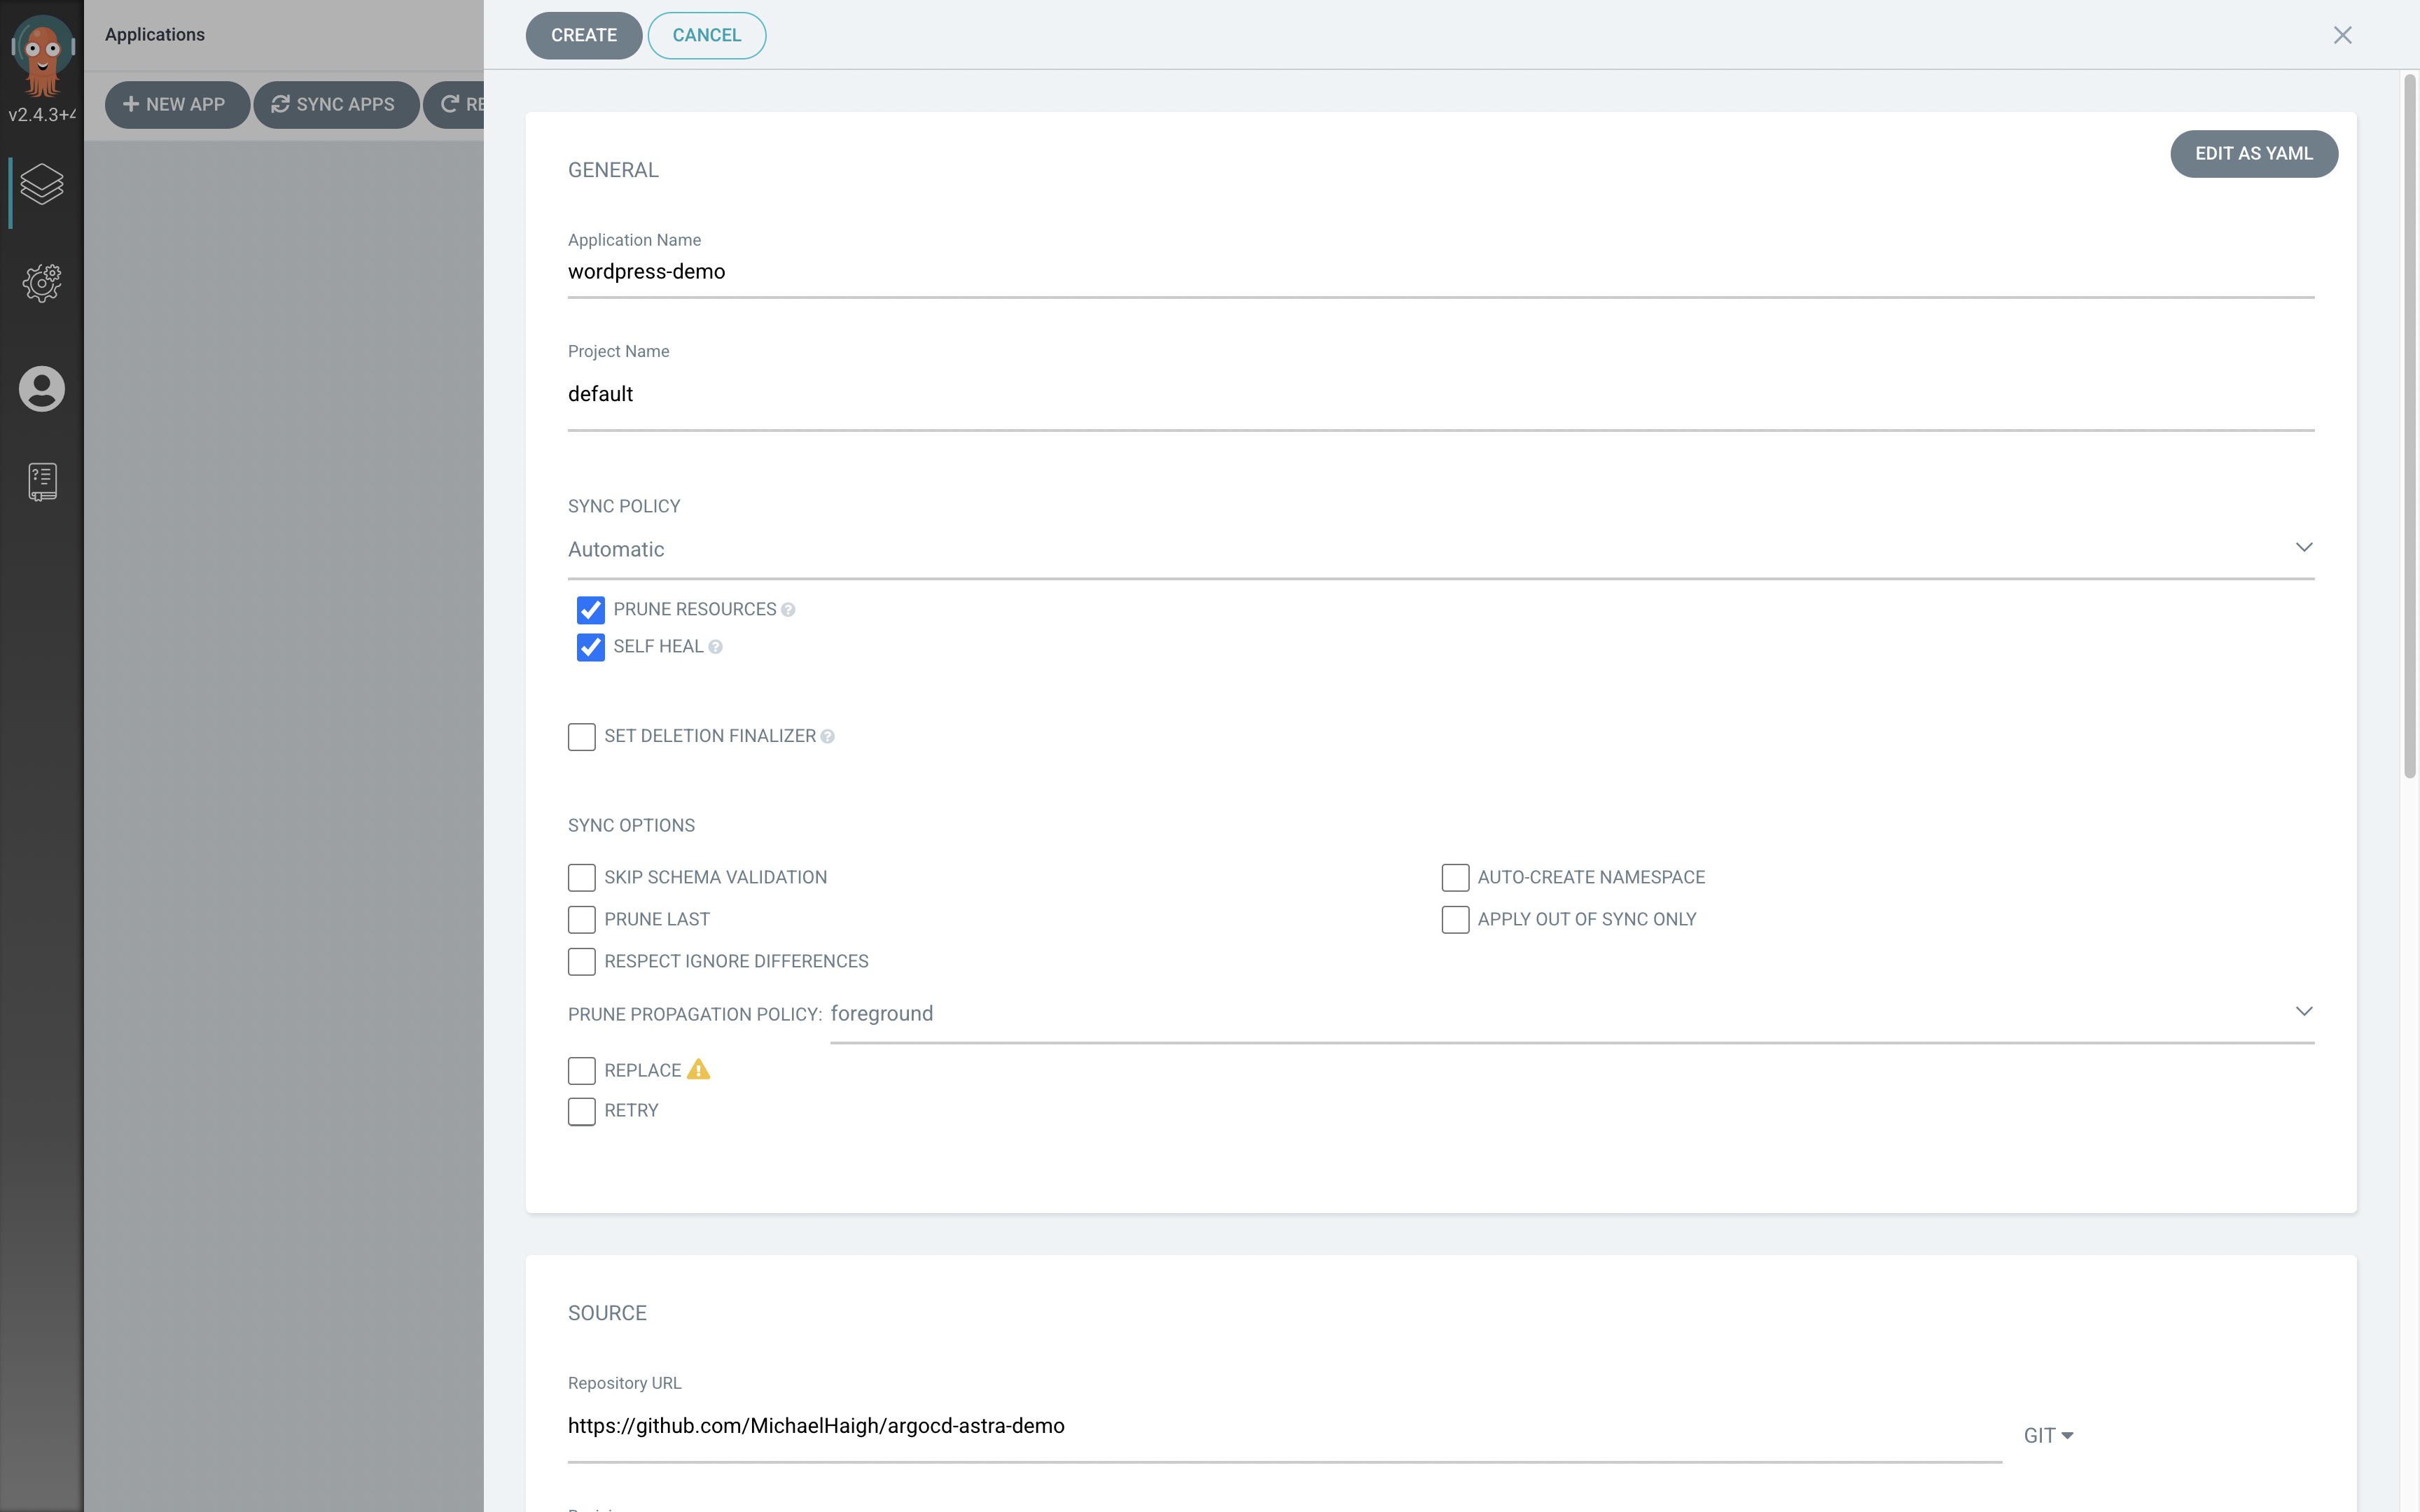 Applications
CREATE
CANCEL
v2.4.3+4
NEW APP
SYNC APPS
RE
EDIT AS YAML
GENERAL
Application Name
wordpress-demo
Project Name
default
SYNC POLICY
Automatic
PRUNE RESOURCES
SELF HEAL
SET DELETION FINALIZER
SYNC OPTIONS
SKIP SCHEMA VALIDATION
AUTO-CREATE NAMESPACE
PRUNE LAST
APPLY OUT OF SYNC ONLY
RESPECT IGNORE DIFFERENCES
PRUNE PROPAGATION POLICY: foreground
REPLACE
RETRY
SOURCE
Repository URL
https://github.com/MichaelHaigh/argocd-astra-demo
GIT